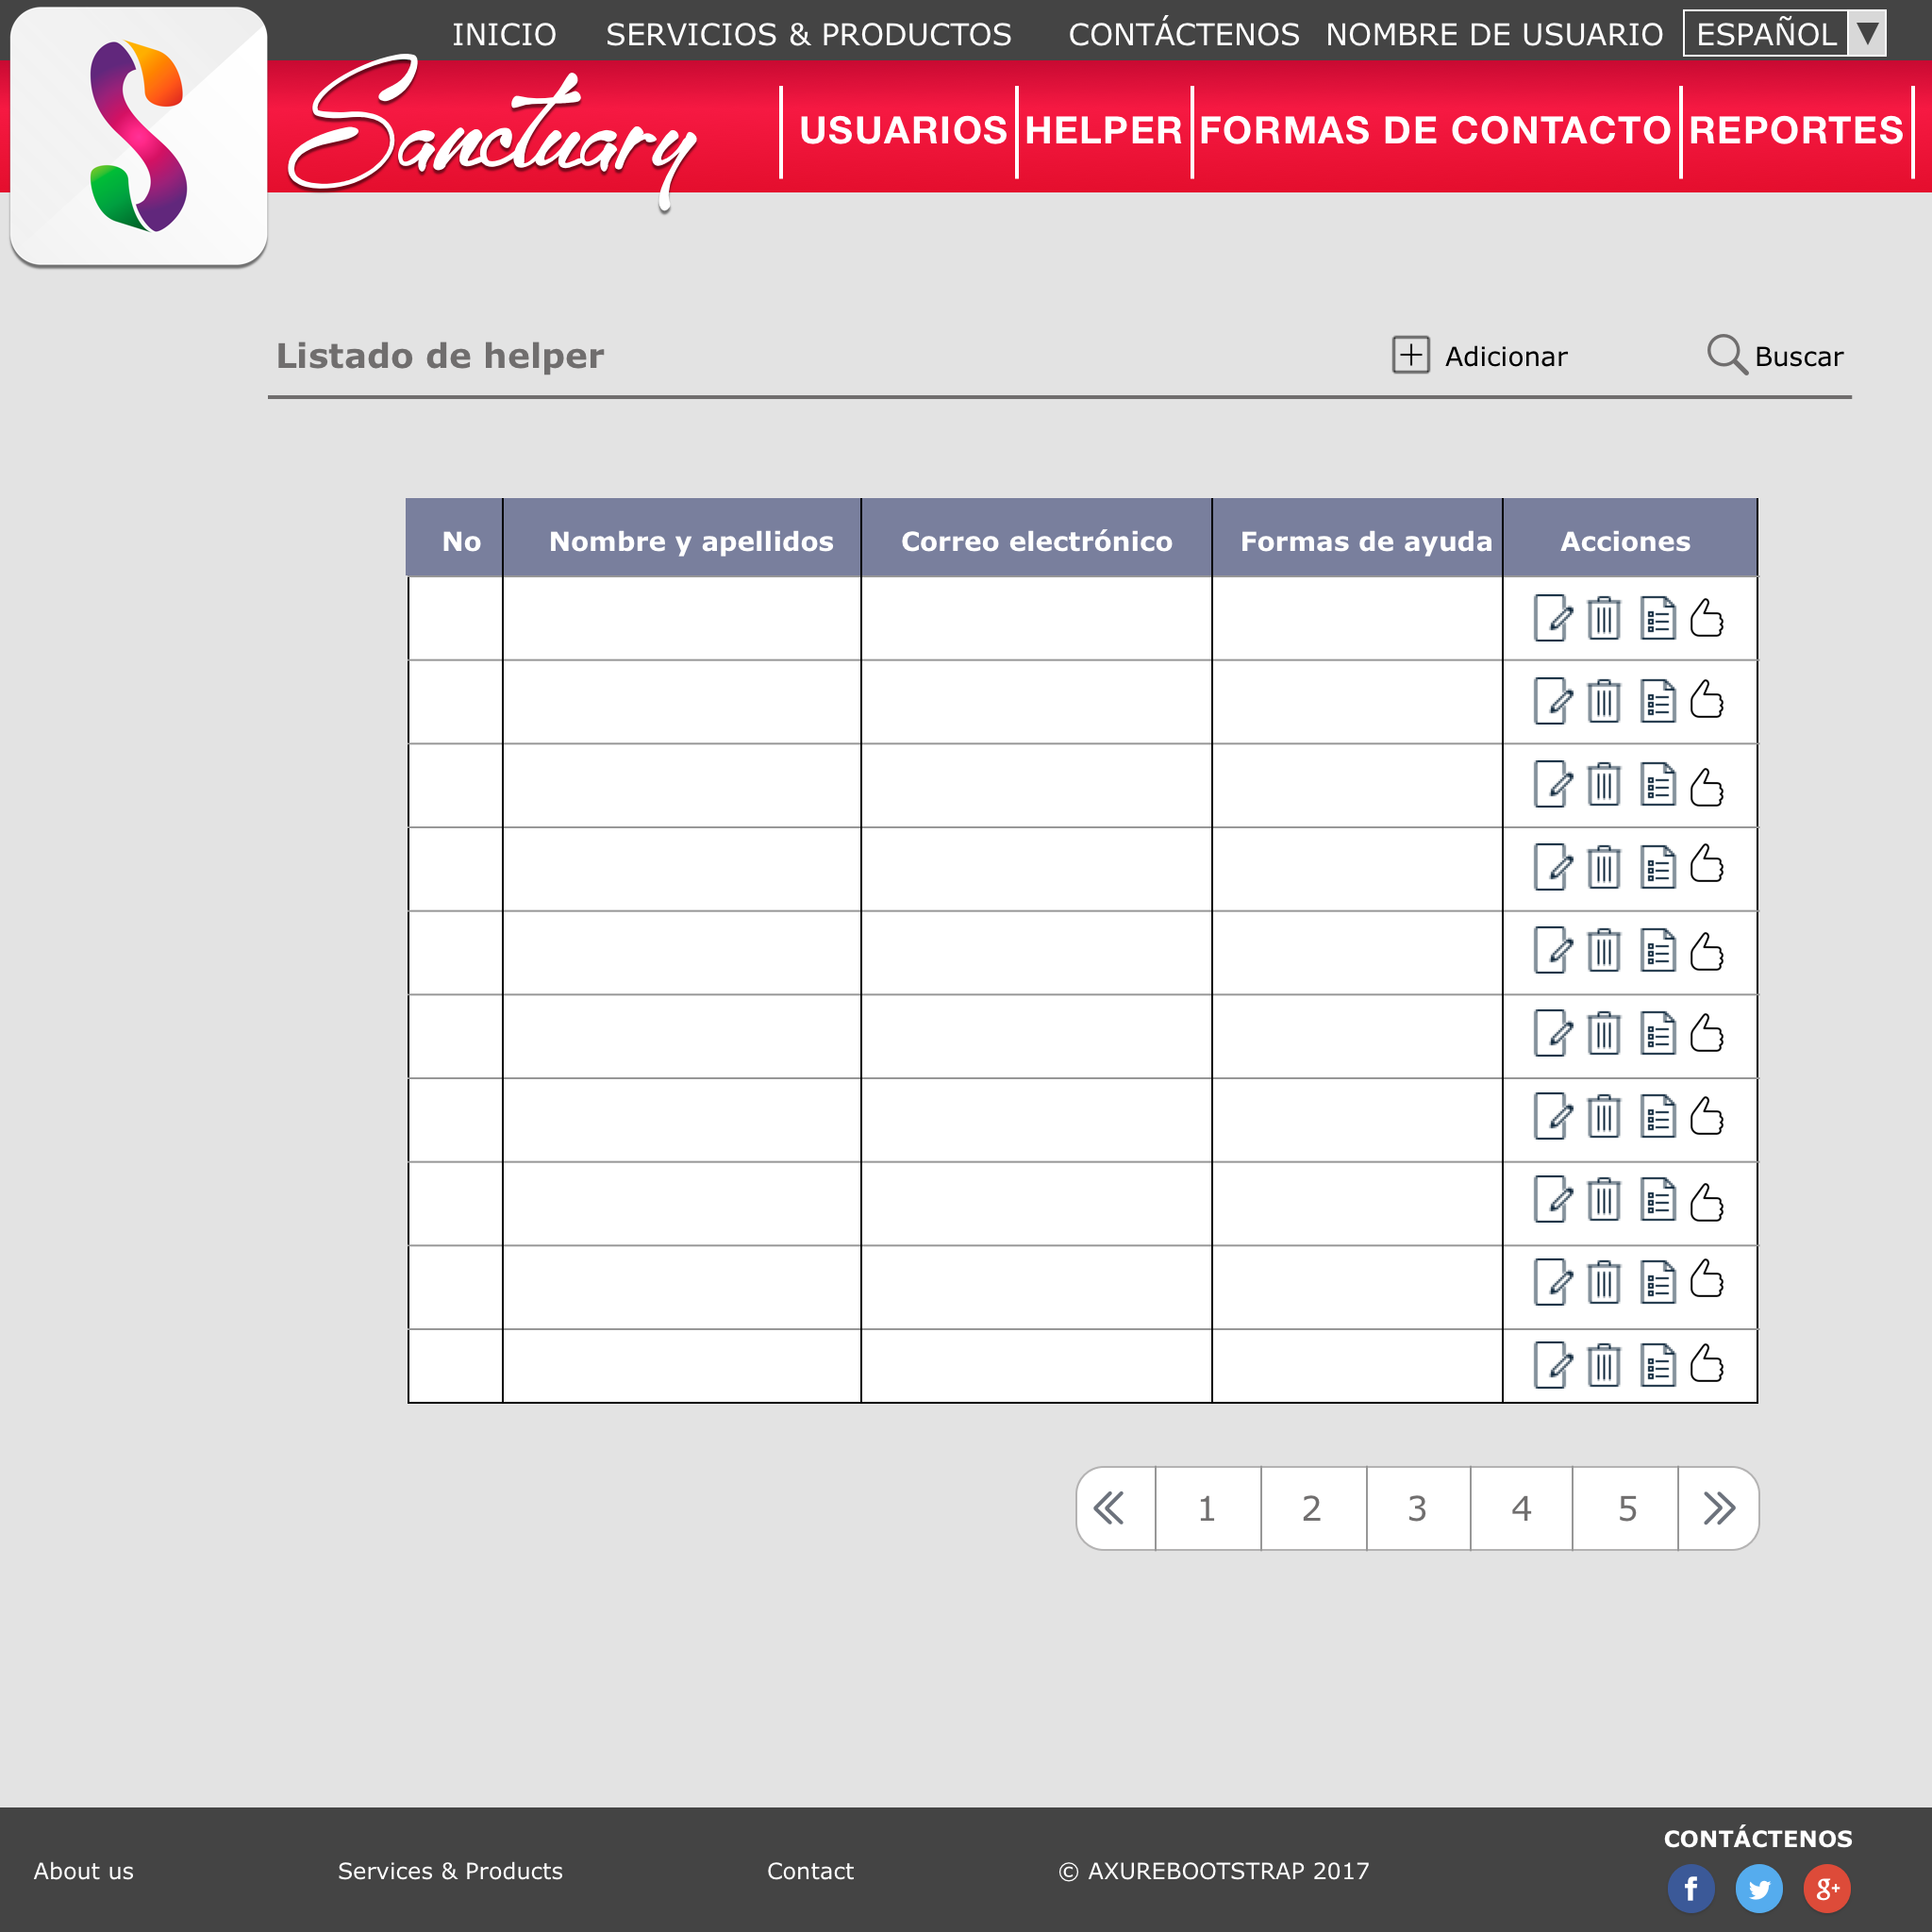 INICIO SERVICIOS & PRODUCTOS CONTÁCTENOS NOMBRE DE USUARIO ESPAÑOL
Sanctuary
USUARIOS HELPER FORMAS DE CONTACTO REPORTES
Listado de helper Adicionar Buscar
No Nombre y apellidos Correo electrónico Formas de ayuda Acciones
1 2 3 4 5
CONTÁCTENOS
About us Services & Products Contact © AXUREBOOTSTRAP 2017
f g+